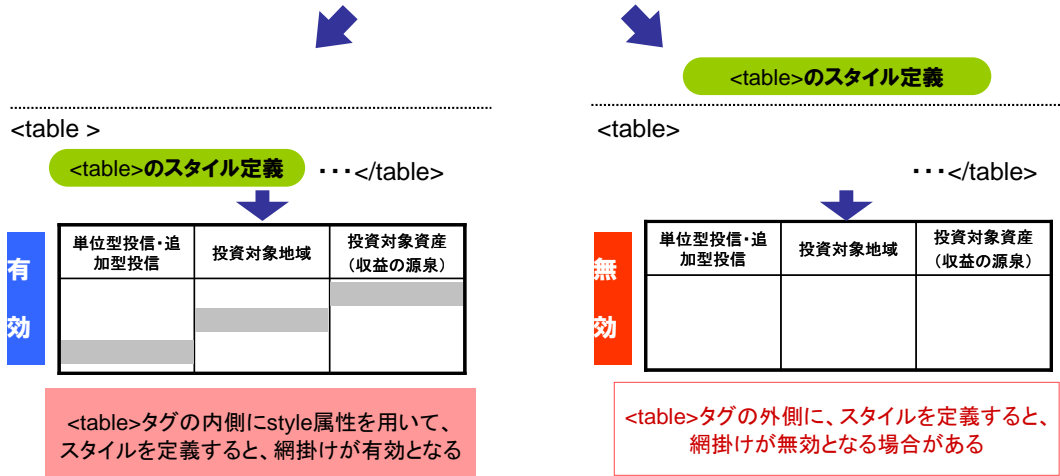 <table >
<table>のスタイル定義 ・・・</table>
有効
単位型投信・追
加型投信
投資対象地域
投資対象資産
（収益の源泉）
<table>タグの内側にstyle属性を用いて、
スタイルを定義すると、網掛けが有効となる
<table>のスタイル定義
<table>
・・・</table>
無効
単位型投信・追
加型投信
投資対象地域
投資対象資産
（収益の源泉）
<table>タグの外側に、スタイルを定義すると、
網掛けが無効となる場合がある